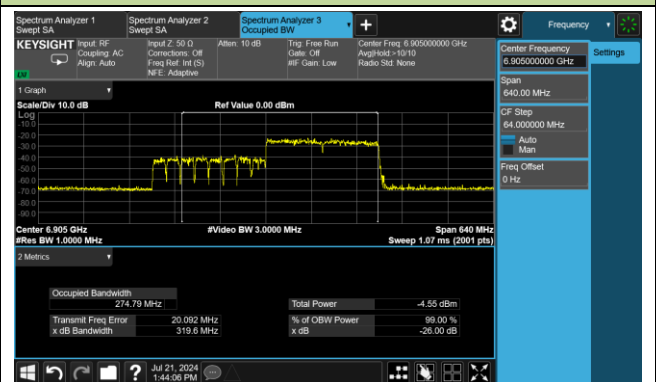 Spectrum Analyzer 1
Swept SA
Spectrum Analyzer 2
Swept SA
Spectrum Analyzer 3
Occupied BW
Frequency
KEYSIGHT
Input: RF
Coupling: AC
Align: Auto
Input Z: 50 Ω
Corrections: Off
Freq Ref: Int (S)
NFE: Adaptive
Atten: 10 dB
Trig: Free Run
Gate: Off
#IF Gain: Low
Center Freq: 6.905000000 GHz
Avg|Hold:>10/10
Radio Std: None
LXI
Center Frequency
6.905000000 GHz
Settings
Span
640.00 MHz
CF Step
64.000000 MHz
Auto
Man
Freq Offset
0 Hz
1 Graph
Scale/Div 10.0 dB
Ref Value 0.00 dBm
Log
-10.0
-20.0
-30.0
-40.0
-50.0
-60.0
-70.0
-80.0
-90.0
Center 6.905 GHz
#Video BW 3.0000 MHz
Span 640 MHz
#Res BW 1.0000 MHz
Sweep 1.07 ms (2001 pts)
2 Metrics
Occupied Bandwidth
274.79 MHz
Total Power
-4.55 dBm
Transmit Freq Error
20.092 MHz
% of OBW Power
99.00 %
x dB Bandwidth
319.6 MHz
x dB
-26.00 dB
?
Jul 21, 2024
1:44:06 PM